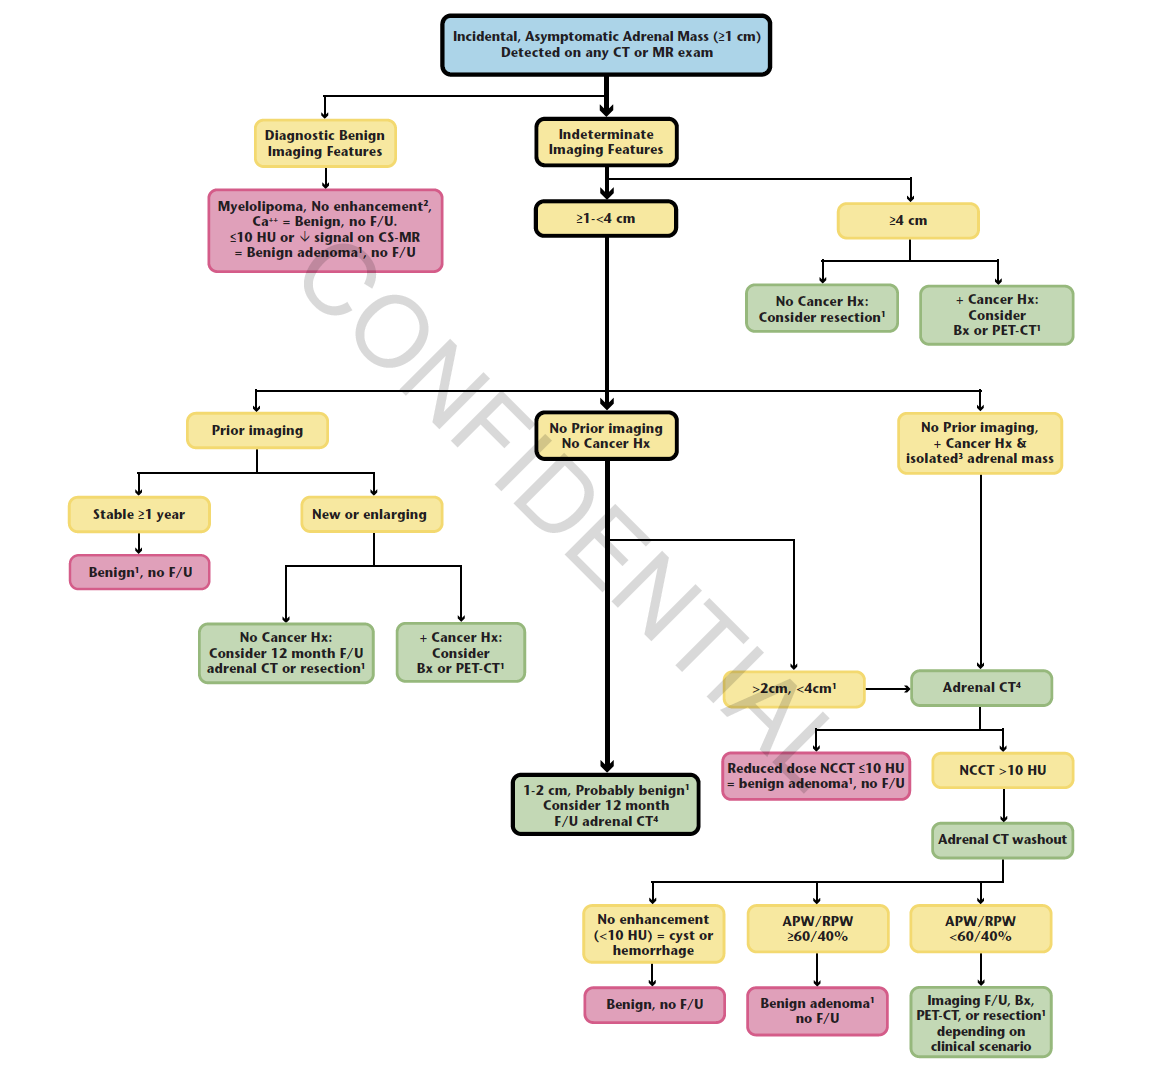 Incidental, Asymptomatic Adrenal Mass (≥1 cm)
Detected on any CT or MR exam
Diagnostic Benign
Imaging Features
Indeterminate
Imaging Features
Myelolipoma, No enhancement²,
Ca⁺⁺ = Benign, no F/U.
≤10 HU or ↓ signal on CS-MR
= Benign adenoma¹, no F/U
≥1-<4 cm
≥4 cm
No Cancer Hx:
Consider resection¹
+ Cancer Hx:
Consider
Bx or PET-CT¹
CONFIDENTIAL
Prior imaging
No Prior imaging
No Cancer Hx
No Prior imaging,
+ Cancer Hx &
isolated³ adrenal mass
Stable ≥1 year
New or enlarging
Benign¹, no F/U
No Cancer Hx:
Consider 12 month F/U
adrenal CT or resection¹
+ Cancer Hx:
Consider
Bx or PET-CT¹
>2cm, <4cm¹
Adrenal CT⁴
1-2 cm, Probably benign¹
Consider 12 month
F/U adrenal CT⁴
Reduced dose NCCT ≤10 HU
= benign adenoma¹, no F/U
NCCT >10 HU
Adrenal CT washout
No enhancement
(<10 HU) = cyst or
hemorrhage
APW/RPW
≥60/40%
APW/RPW
<60/40%
Benign, no F/U
Benign adenoma¹
no F/U
Imaging F/U, Bx,
PET-CT, or resection¹
depending on
clinical scenario